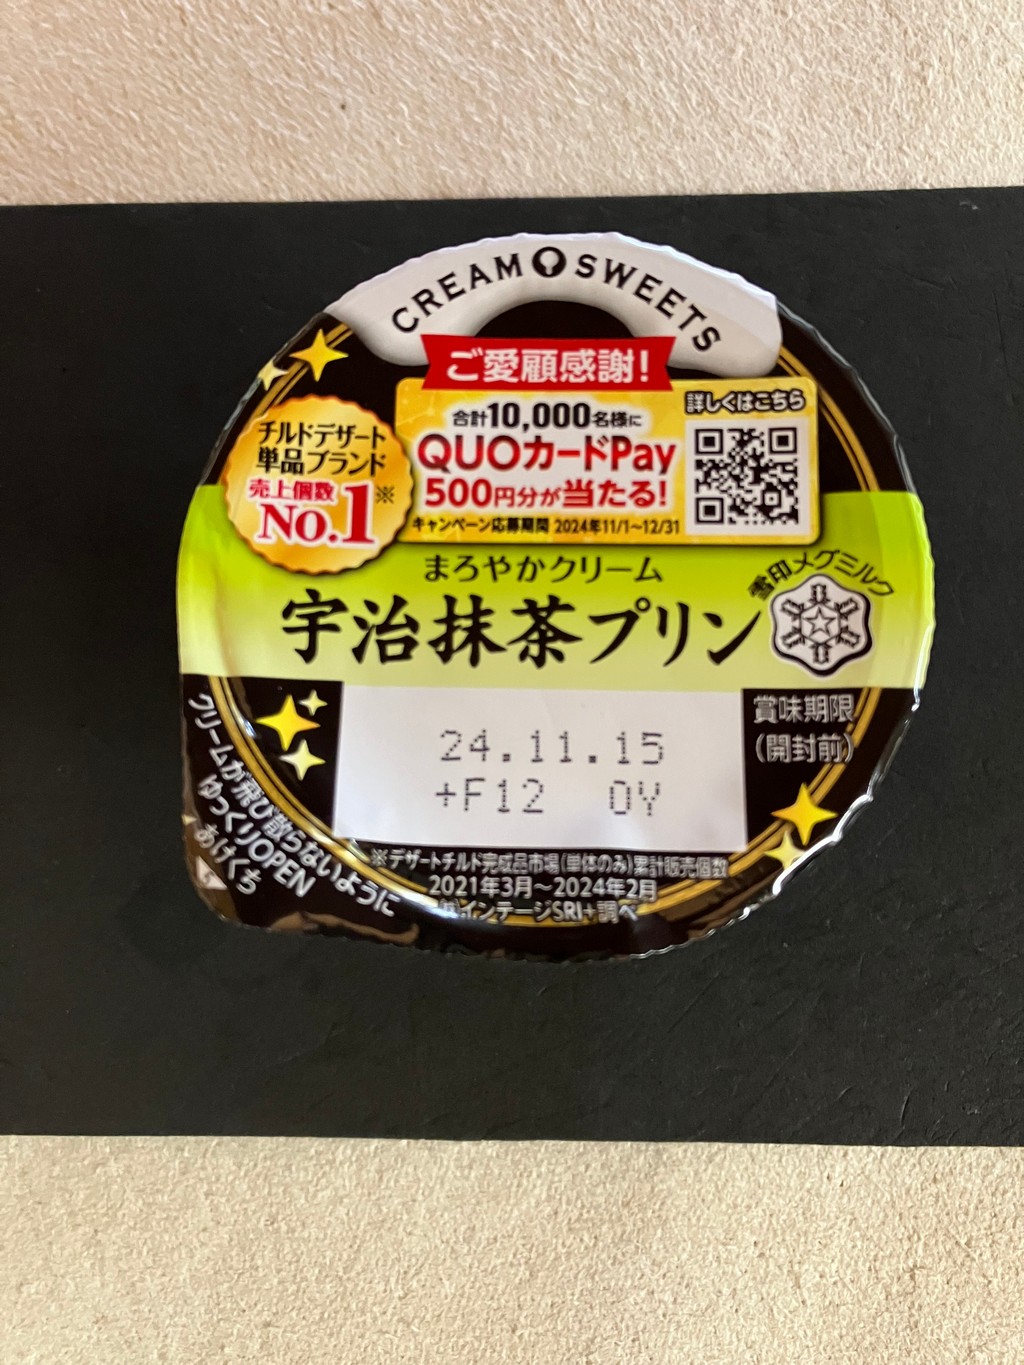 CREAM SWEETS
ご愛顧感謝!
合計10,000名様に
QUOカードPay
500円分が当たる!
キャンペーン応募期間 2024年11/1~12/31
詳しくはこちら
チルドデザート
単品ブランド
売上個数
No.1※
まろやかクリーム
宇治抹茶プリン
雪印メグミルク
24.11.15
+F12 DY
賞味期限
(開封前)
クリームが飛び散らないように
ゆっくりOPEN
あけくち
※デザートチルド完成品市場(単体のみ)累計販売個数
2021年3月~2024年2月
㈱インテージSRI+調べ